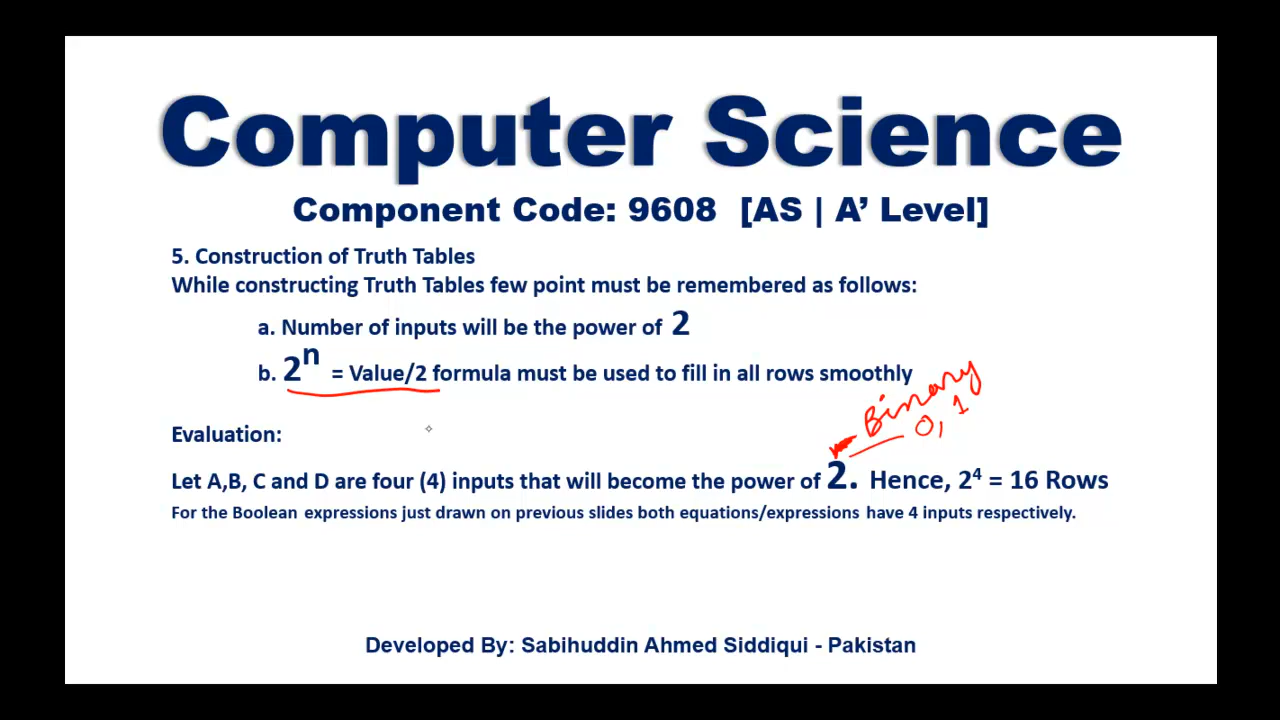 Computer Science
Component Code: 9608 [AS | A’ Level]
5. Construction of Truth Tables
While constructing Truth Tables few point must be remembered as follows:
a. Number of inputs will be the power of 2
b. 2ⁿ = Value/2 formula must be used to fill in all rows smoothly
Binary
0, 1
Evaluation:
Let A,B, C and D are four (4) inputs that will become the power of 2. Hence, 2⁴ = 16 Rows
For the Boolean expressions just drawn on previous slides both equations/expressions have 4 inputs respectively.
Developed By: Sabihuddin Ahmed Siddiqui - Pakistan